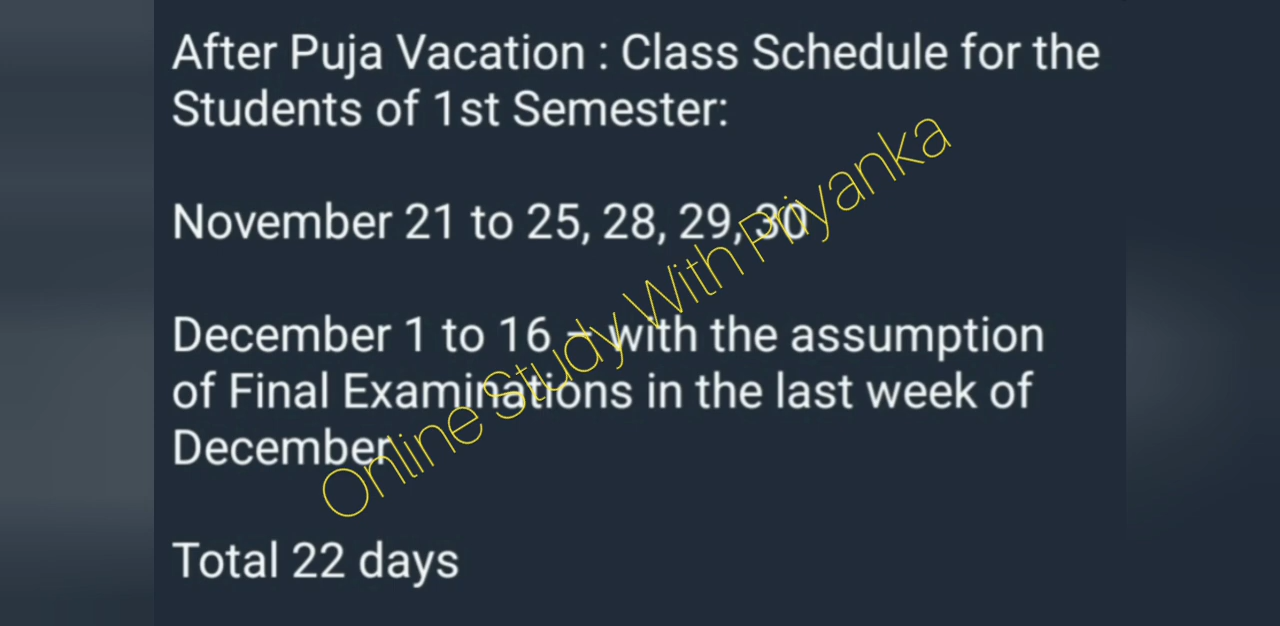 After Puja Vacation : Class Schedule for the
Students of 1st Semester:
November 21 to 25, 28, 29, 30
December 1 to 16 – with the assumption
of Final Examinations in the last week of
December
Total 22 days
Online Study With Priyanka